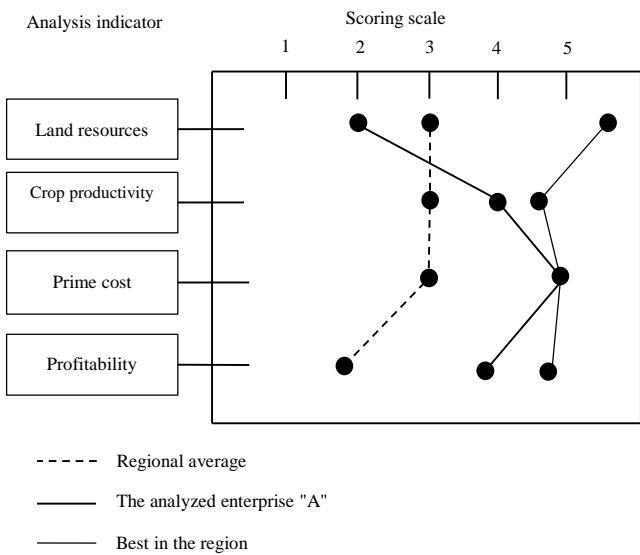 Analysis indicator
Scoring scale
1 2 3 4 5
Land resources
Crop productivity
Prime cost
Profitability
Regional average
The analyzed enterprise "A"
Best in the region